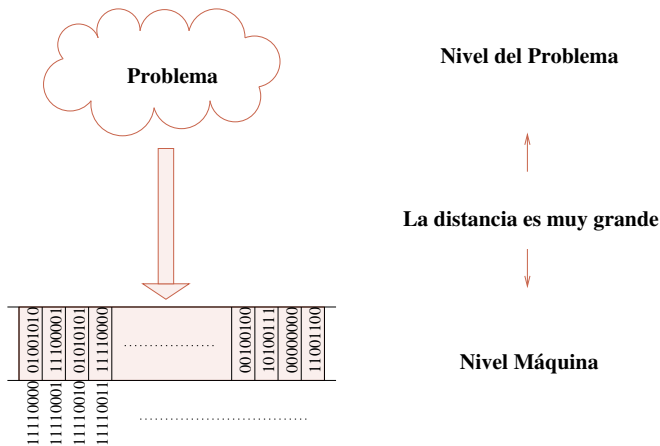 Problema
Nivel del Problema
La distancia es muy grande
Nivel Máquina
01001010 11100001 01010101 11110000 .................... 00100100 10100111 00000000 11001100
11110000 11110001 11110010 11110011 ....................................